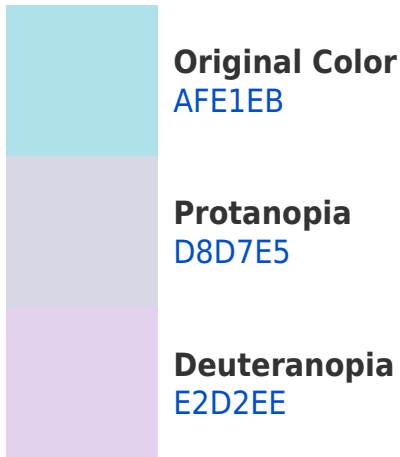 Original Color
AFE1EB
Protanopia
D8D7E5
Deuteranopia
E2D2EE